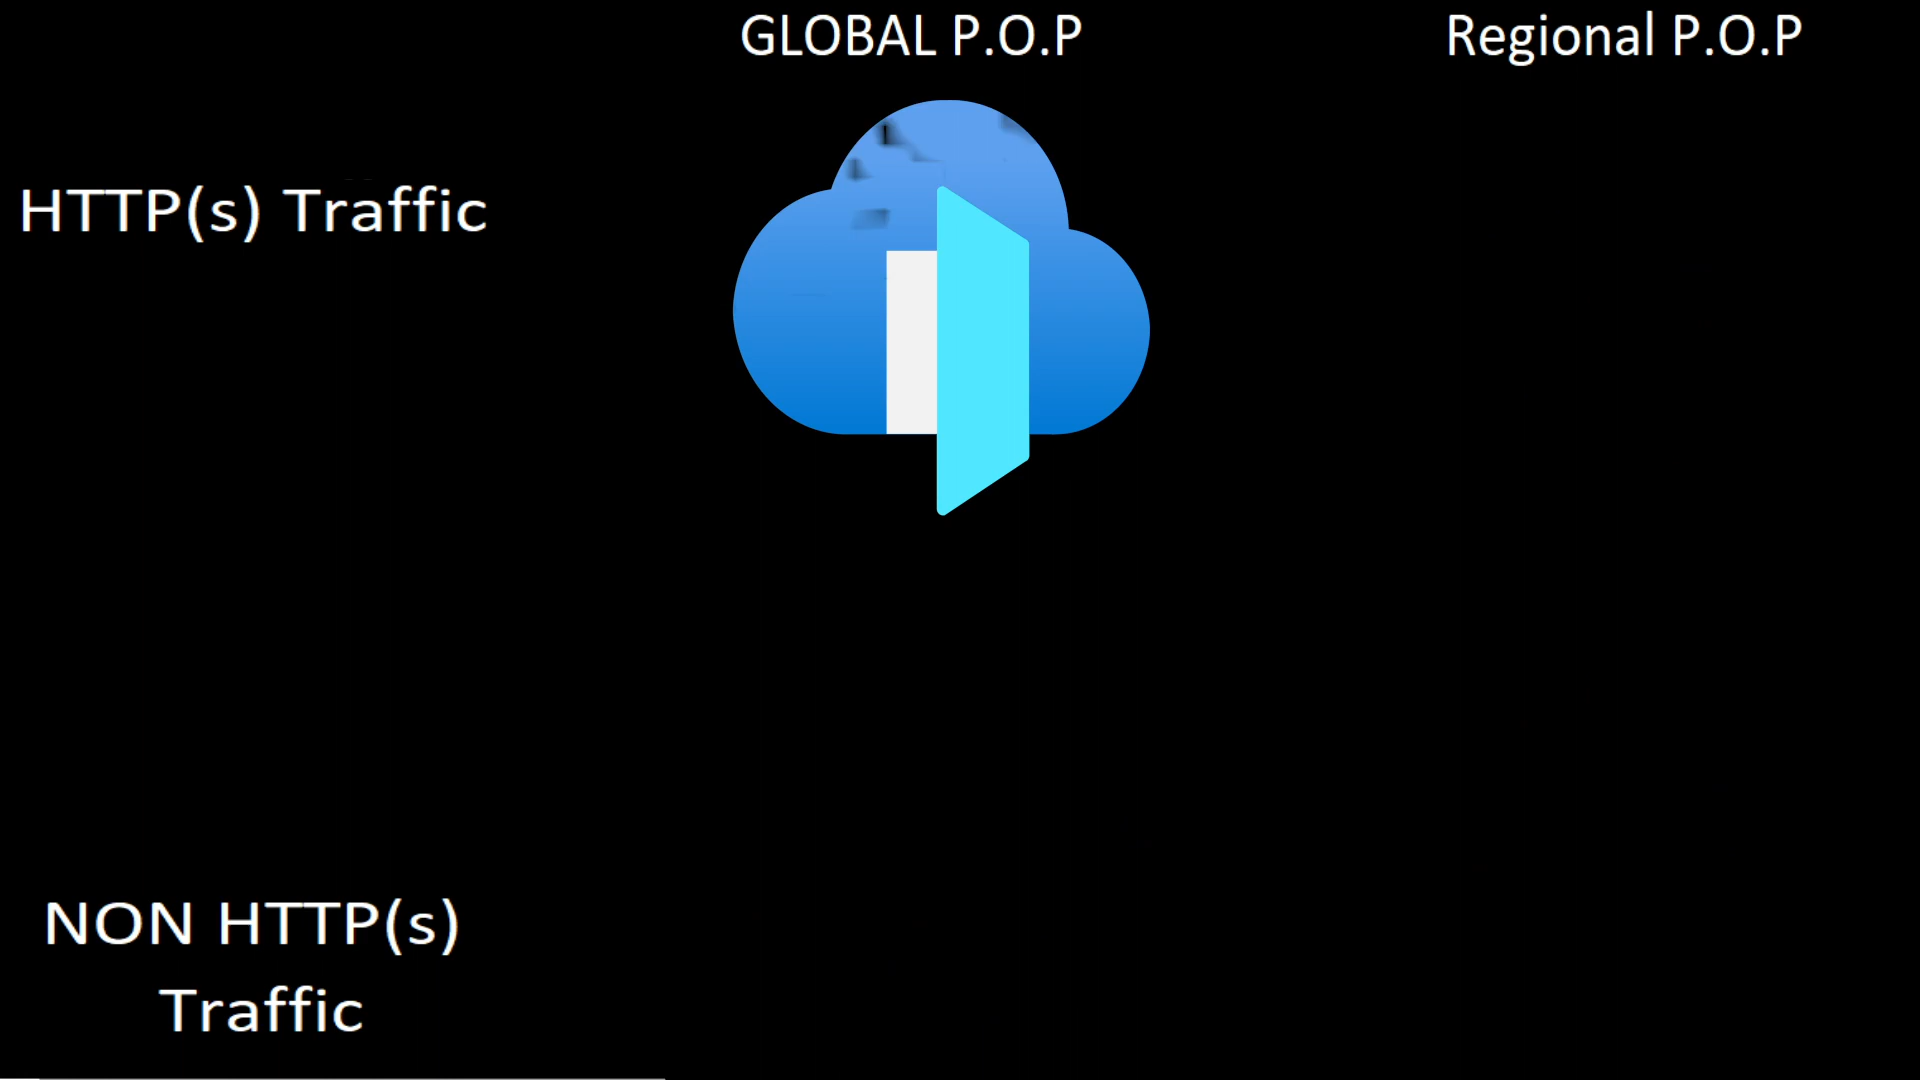 GLOBAL P.O.P
Regional P.O.P
HTTP(s) Traffic
NON HTTP(s)
Traffic